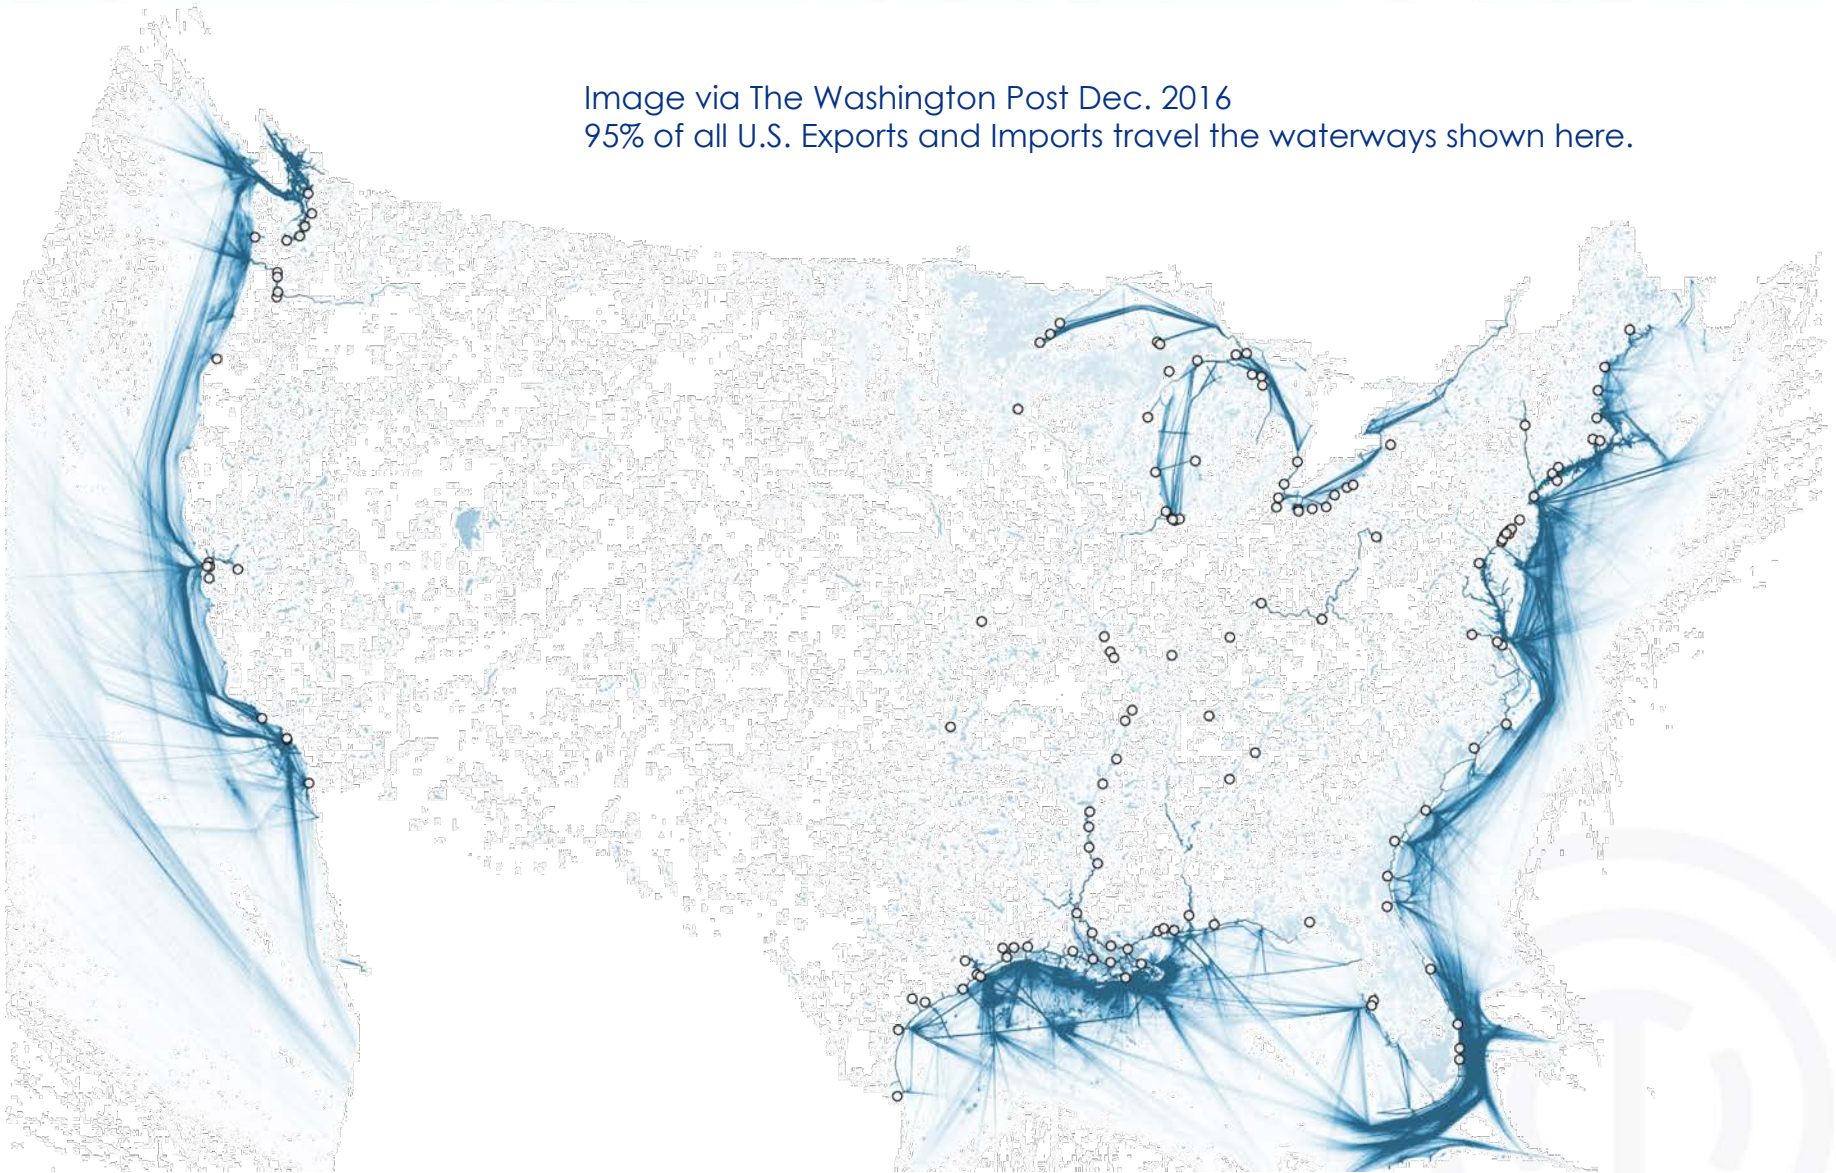 Image via The Washington Post Dec. 2016
95% of all U.S. Exports and Imports travel the waterways shown here.